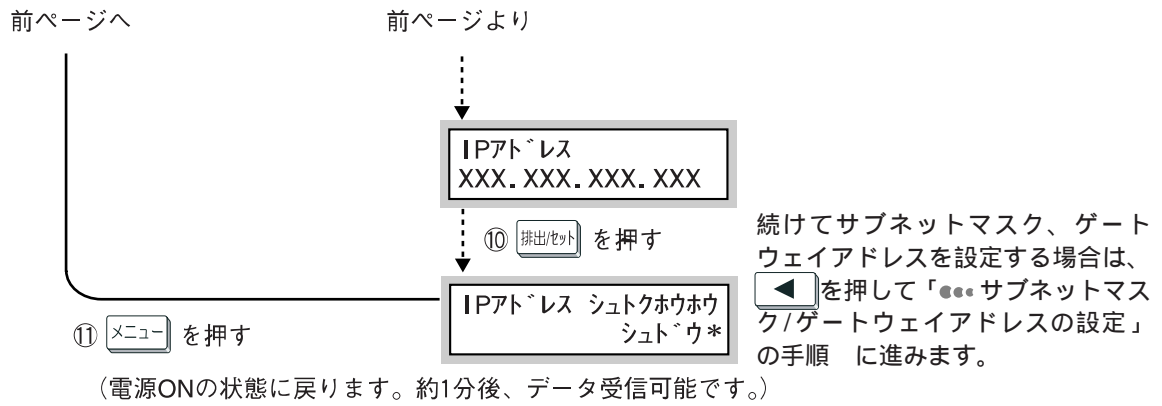 前ページへ
前ページより
IPアドレス
XXX.XXX.XXX.XXX
⑩ 排出/セット を押す
IPアドレス シュトクホウホウ
シュドウ*
⑪ メニュー を押す
続けてサブネットマスク、ゲート
ウェイアドレスを設定する場合は、
◀ を押して「サブネットマス
ク/ゲートウェイアドレスの設定」
の手順　に進みます。
（電源ONの状態に戻ります。約1分後、データ受信可能です。）